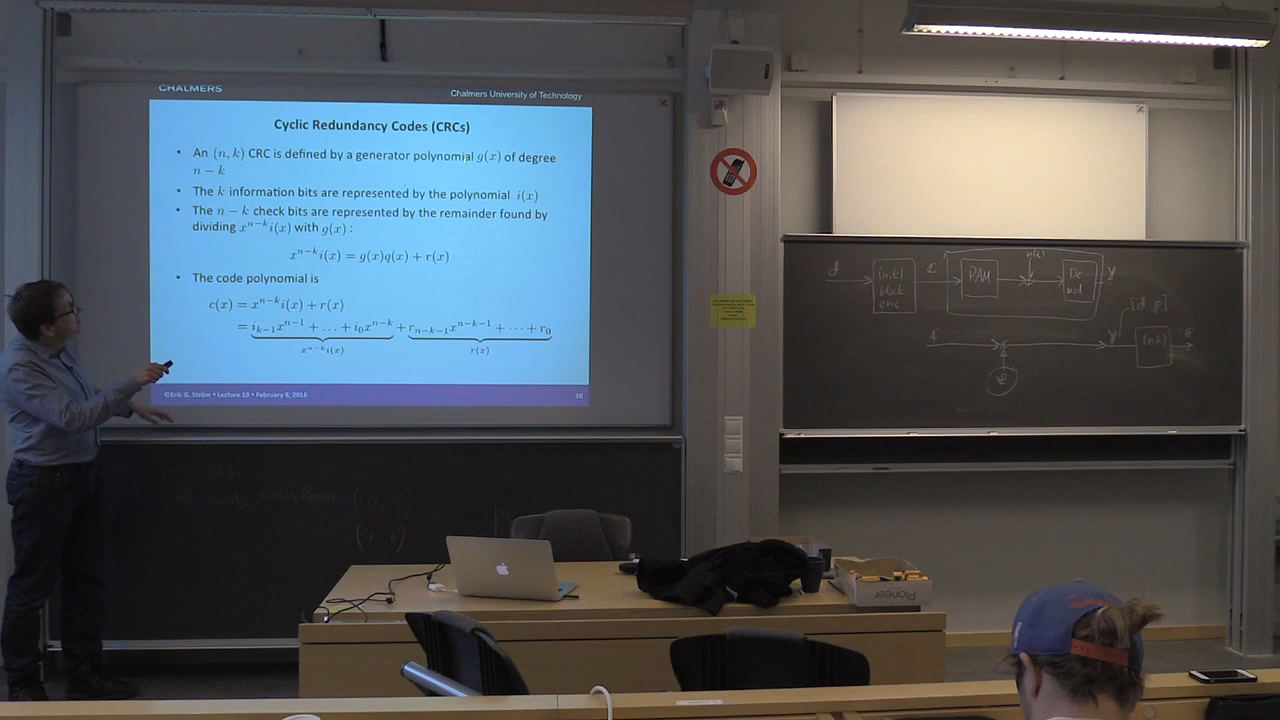 CHALMERS
Chalmers University of Technology
Cyclic Redundancy Codes (CRCs)
• An (n, k) CRC is defined by a generator polynomial g(x) of degree
n − k
• The k information bits are represented by the polynomial i(x)
• The n − k check bits are represented by the remainder found by
dividing x^{n−k}i(x) with g(x) :
x^{n−k}i(x) = g(x)q(x) + r(x)
• The code polynomial is
c(x) = x^{n−k}i(x) + r(x)
= i_{k−1}x^{n−1} + … + i_0x^{n−k} + r_{n−k−1}x^{n−k−1} + ⋯ + r_0
x^{n−k}i(x) r(x)
©Erik G. Ström • Lecture 10 • February 8, 2016 10
d (n,k) c PAM n(t) De y
block mod
enc
[d p]
(n,k)
Pioneer